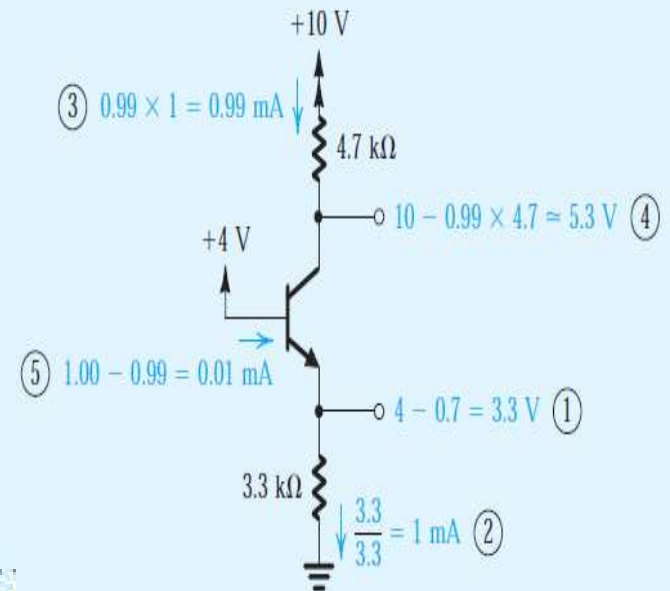 +10 V
③ 0.99 × 1 = 0.99 mA
4.7 kΩ
10 − 0.99 × 4.7 ≃ 5.3 V ④
+4 V
⑤ 1.00 − 0.99 = 0.01 mA
4 − 0.7 = 3.3 V ①
3.3 kΩ
3.3/3.3 = 1 mA ②